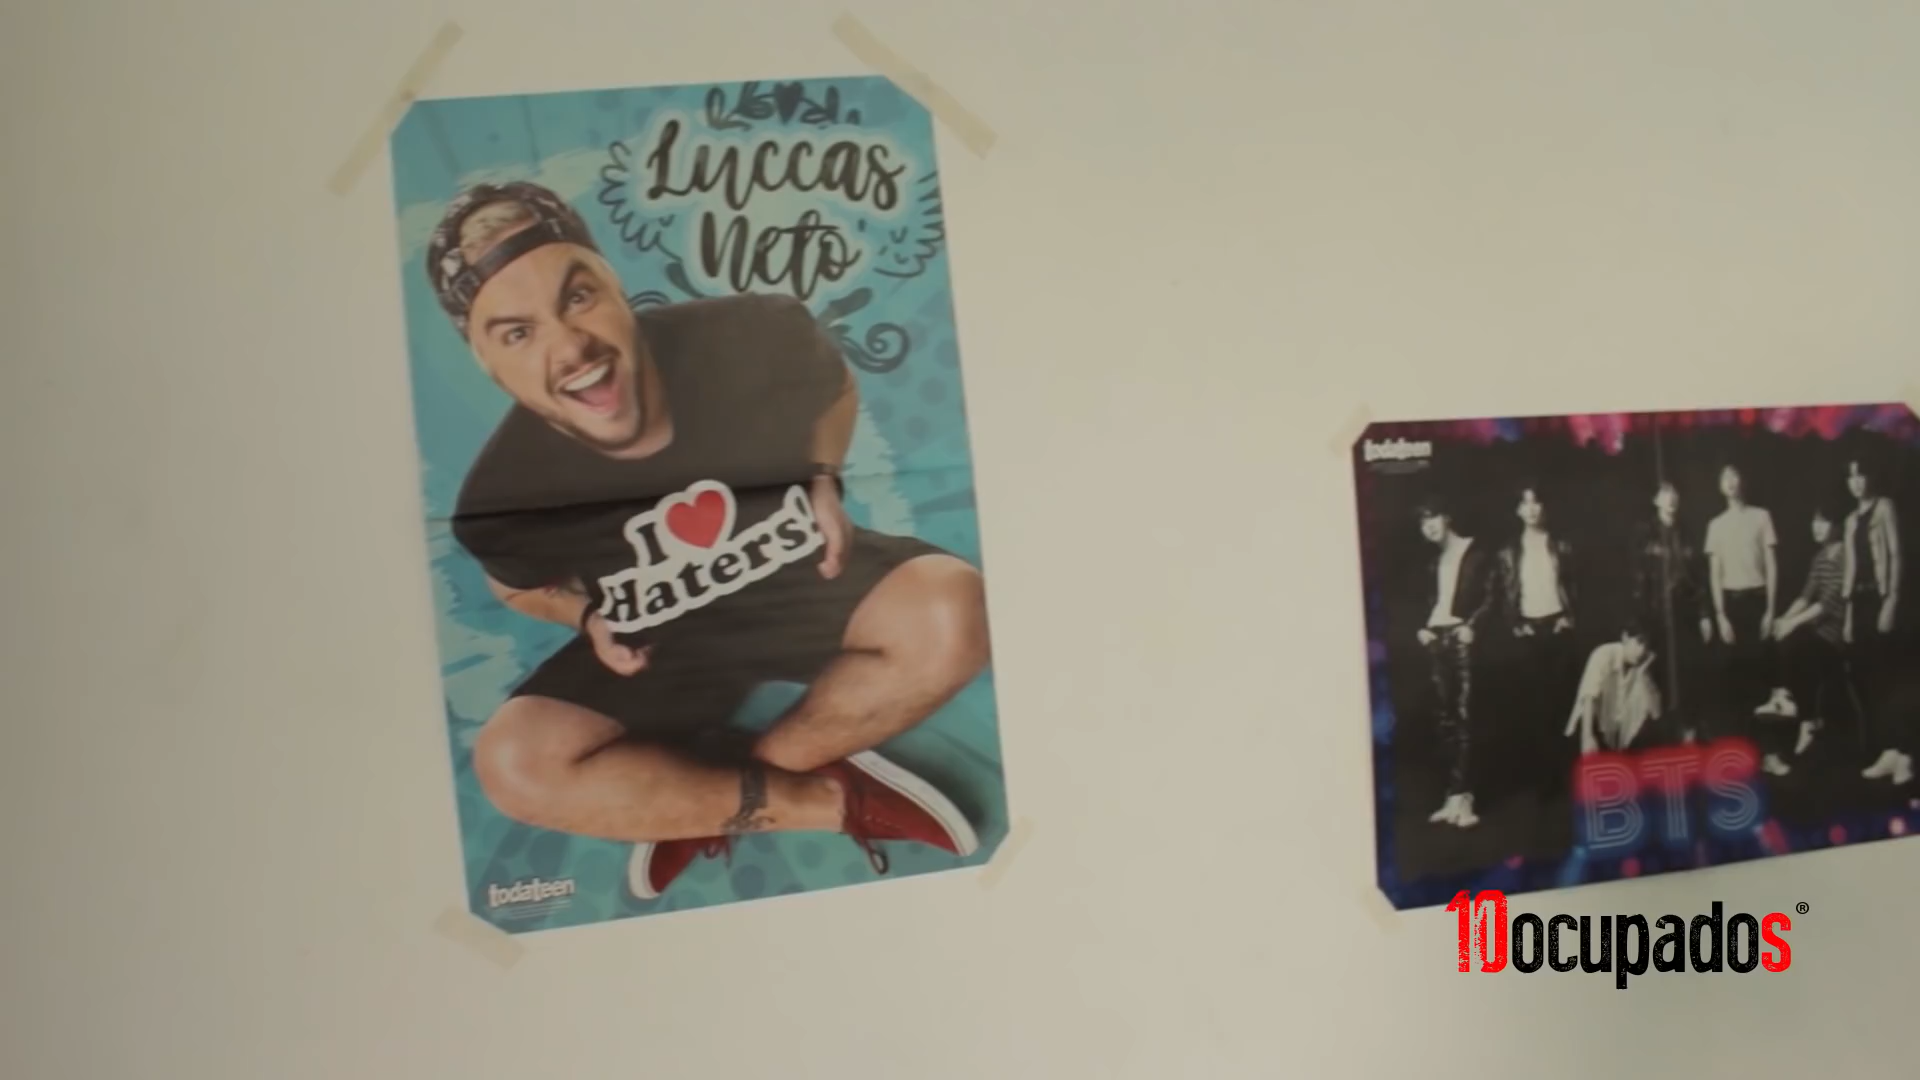 Luccas
Neto
I ❤
Haters!
todateen
todateen
BTS
10ocupados®